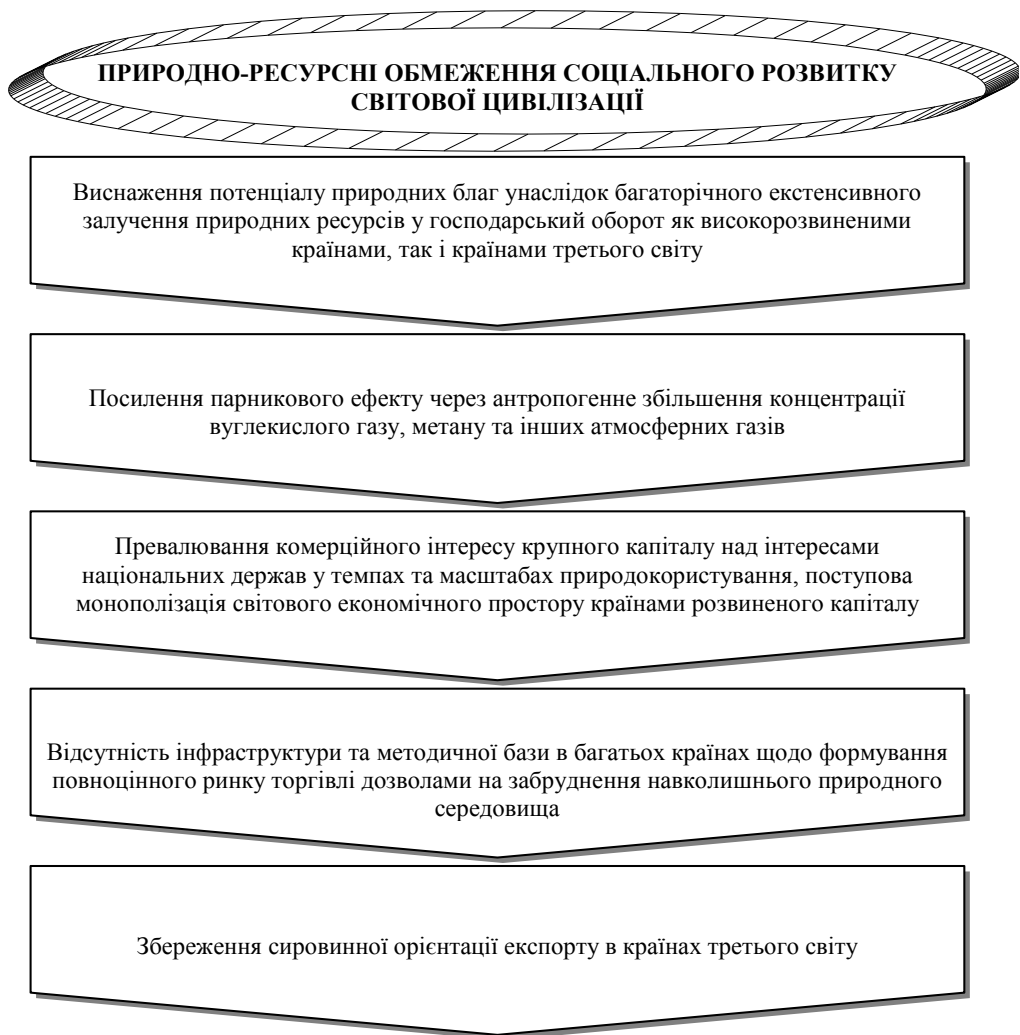 ПРИРОДНО-РЕСУРСНІ ОБМЕЖЕННЯ СОЦІАЛЬНОГО РОЗВИТКУ
СВІТОВОЇ ЦИВІЛІЗАЦІЇ
Виснаження потенціалу природних благ унаслідок багаторічного екстенсивного
залучення природних ресурсів у господарський оборот як високорозвиненими
країнами, так і країнами третього світу
Посилення парникового ефекту через антропогенне збільшення концентрації
вуглекислого газу, метану та інших атмосферних газів
Превалювання комерційного інтересу крупного капіталу над інтересами
національних держав у темпах та масштабах природокористування, поступова
монополізація світового економічного простору країнами розвиненого капіталу
Відсутність інфраструктури та методичної бази в багатьох країнах щодо формування
повноцінного ринку торгівлі дозволами на забруднення навколишнього природного
середовища
Збереження сировинної орієнтації експорту в країнах третього світу